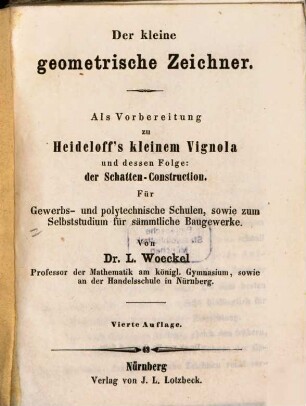 Der kleine
geometrische Zeichner.
Als Vorbereitung
zu
Heideloff's kleinem Vignola
und dessen Folge:
der Schatten-Construction.
Für
Gewerbs- und polytechnische Schulen, sowie zum
Selbststudium für sämmtliche Baugewerke.
Von
Dr. L. Woeckel
Professor der Mathematik am königl. Gymnasium, sowie
an der Handelsschule in Nürnberg.
Vierte Auflage.
Nürnberg
Verlag von J. L. Lotzbeck.